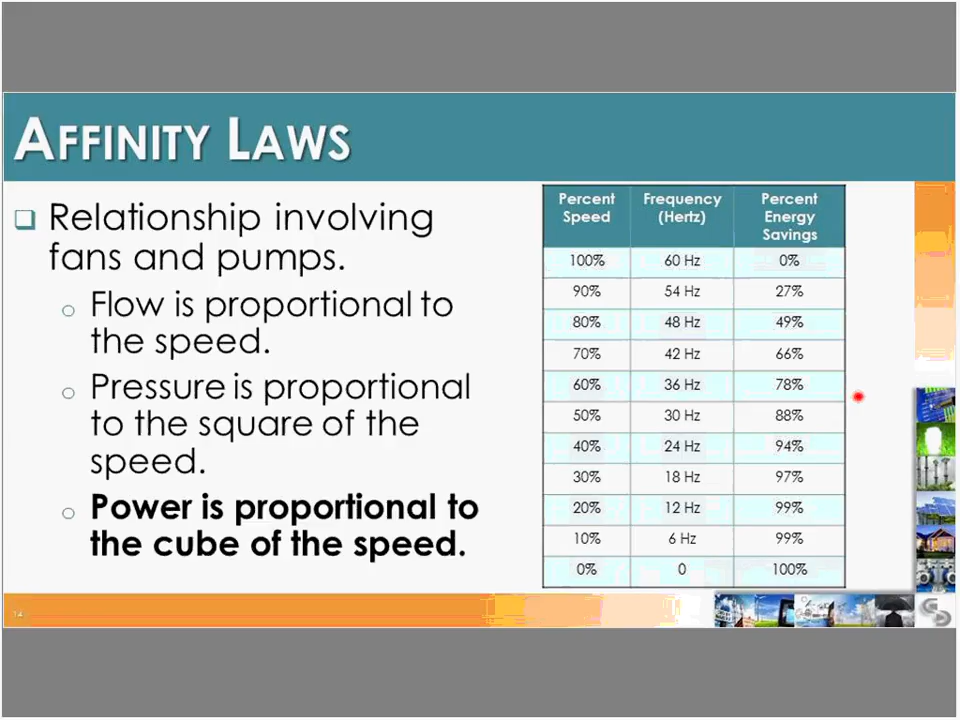 AFFINITY LAWS
Relationship involving
fans and pumps.
Flow is proportional to
the speed.
Pressure is proportional
to the square of the
speed.
Power is proportional to
the cube of the speed.
Percent Speed Frequency (Hertz) Percent Energy Savings
100% 60 Hz 0%
90% 54 Hz 27%
80% 48 Hz 49%
70% 42 Hz 66%
60% 36 Hz 78%
50% 30 Hz 88%
40% 24 Hz 94%
30% 18 Hz 97%
20% 12 Hz 99%
10% 6 Hz 99%
0% 0 100%
14